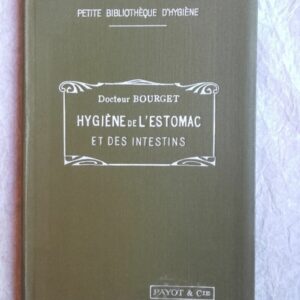 PETITE BIBLIOTHÈQUE D'HYGIÈNE
Docteur BOURGET
HYGIÈNE DE L'ESTOMAC
ET DES INTESTINS
PAYOT & CIE